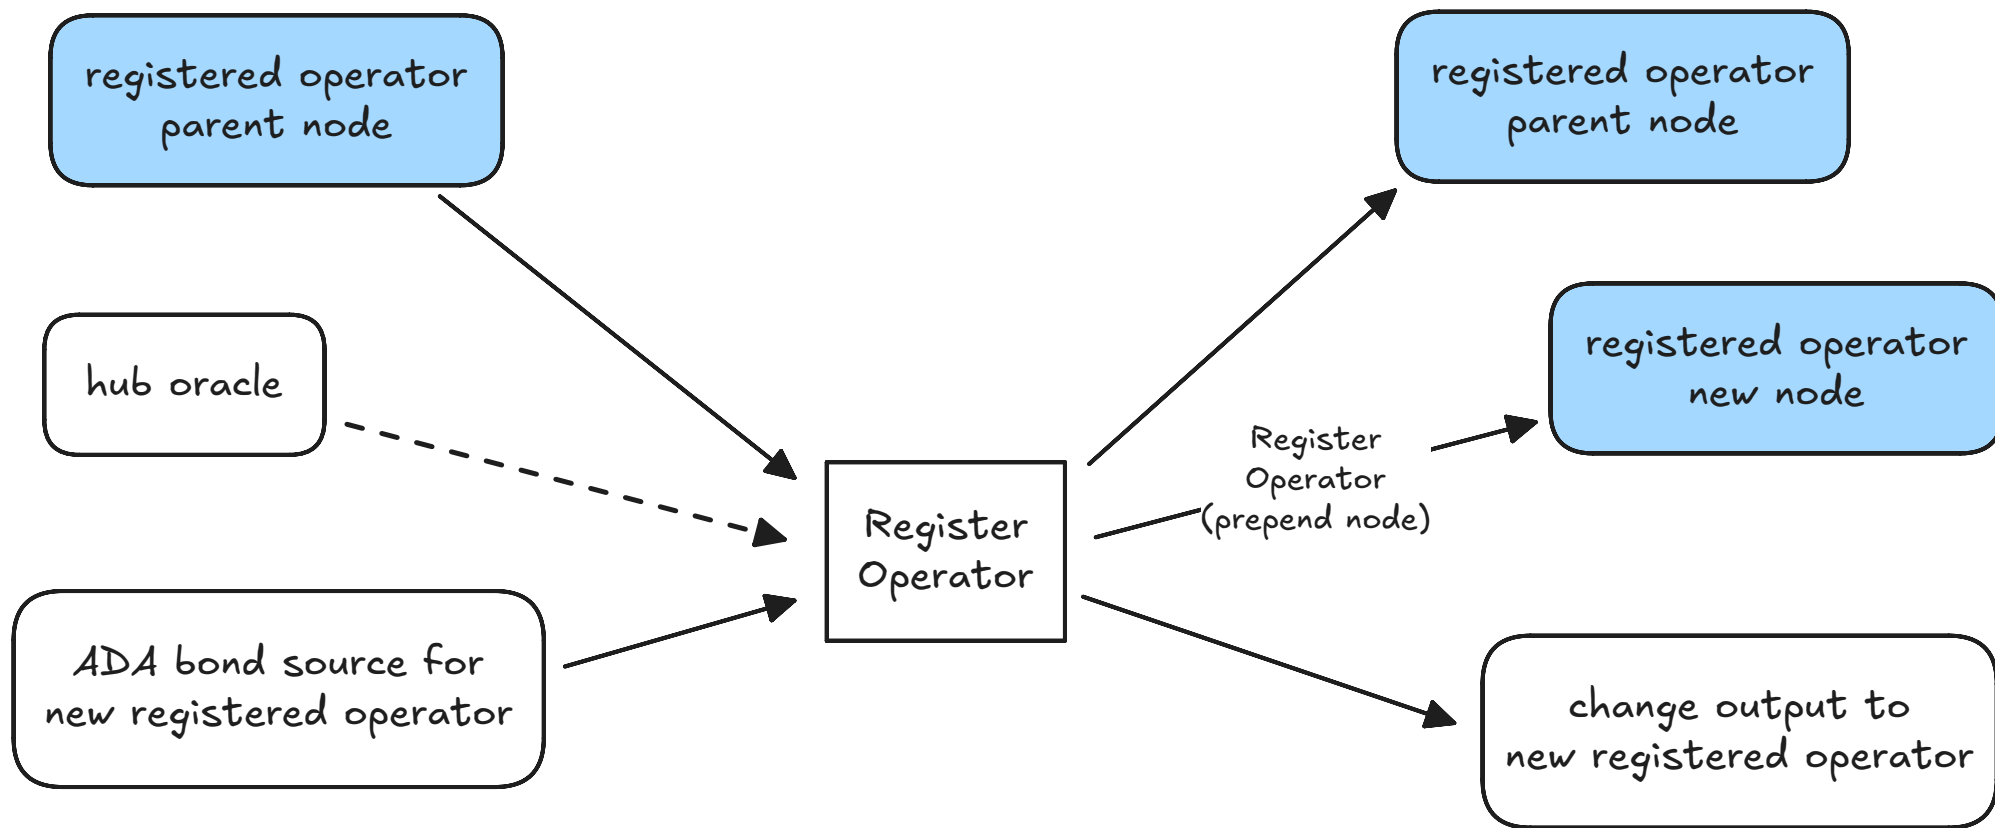 registered operator
parent node
hub oracle
ADA bond source for
new registered operator
Register
Operator
registered operator
parent node
Register
Operator
(prepend node)
registered operator
new node
change output to
new registered operator